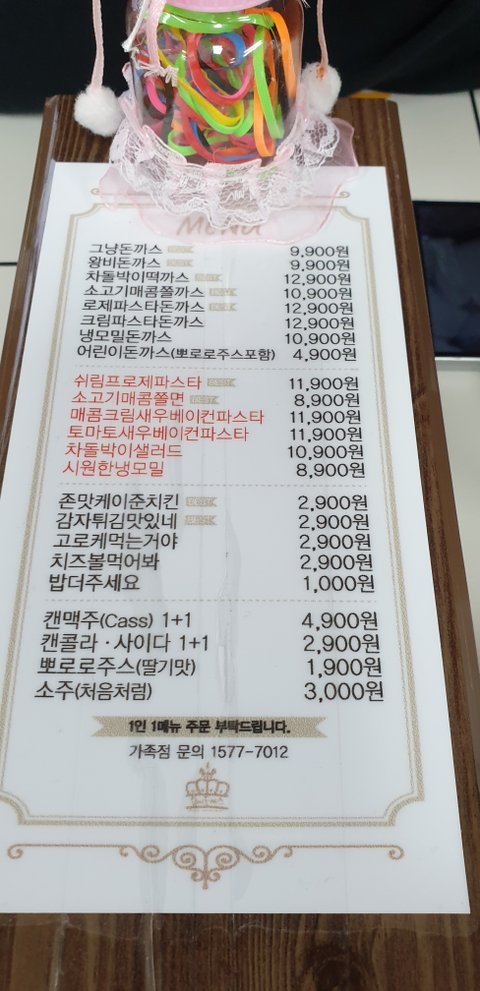 Menu
그냥돈까스 BEST 9,900원
왕비돈까스 BEST 9,900원
차돌박이떡까스 BEST 12,900원
소고기매콤쫄까스 BEST 10,900원
로제파스타돈까스 BEST 12,900원
크림파스타돈까스 12,900원
냉모밀돈까스 10,900원
어린이돈까스(뽀로로주스포함) 4,900원
쉬림프로제파스타 BEST 11,900원
소고기매콤쫄면 BEST 8,900원
매콤크림새우베이컨파스타 11,900원
토마토새우베이컨파스타 11,900원
차돌박이샐러드 10,900원
시원한냉모밀 8,900원
존맛케이준치킨 BEST 2,900원
감자튀김맛있네 BEST 2,900원
고로케먹는거야 2,900원
치즈볼먹어봐 2,900원
밥더주세요 1,000원
캔맥주(Cass) 1+1 4,900원
캔콜라 · 사이다 1+1 2,900원
뽀로로주스(딸기맛) 1,900원
소주(처음처럼) 3,000원
1인 1메뉴 주문 부탁드립니다.
가족점 문의 1577-7012